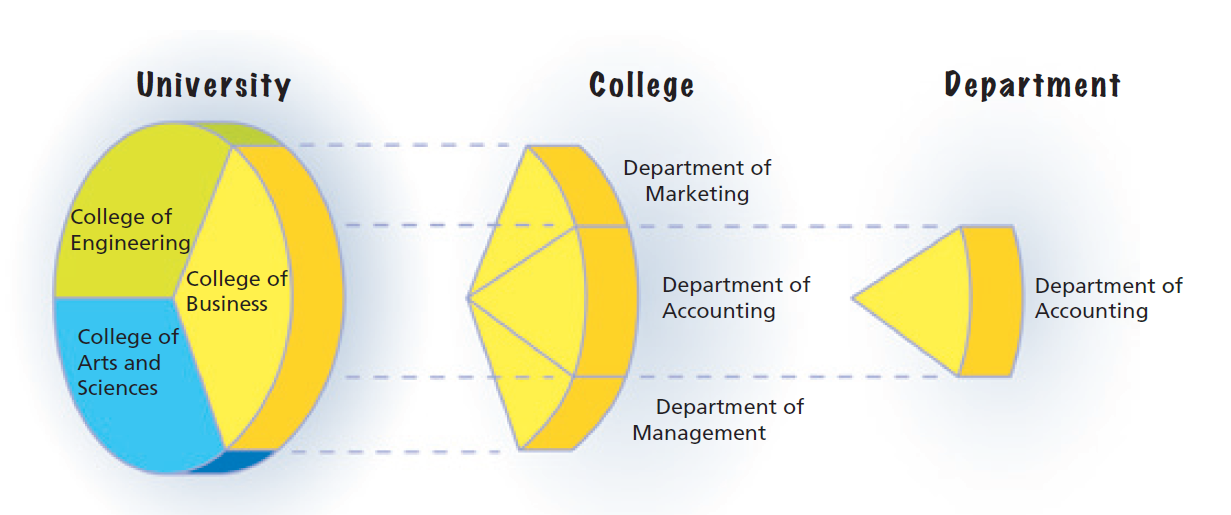 University
College
Department
College of
Engineering
College of
Business
College of
Arts and
Sciences
Department of
Marketing
Department of
Accounting
Department of
Management
Department of
Accounting